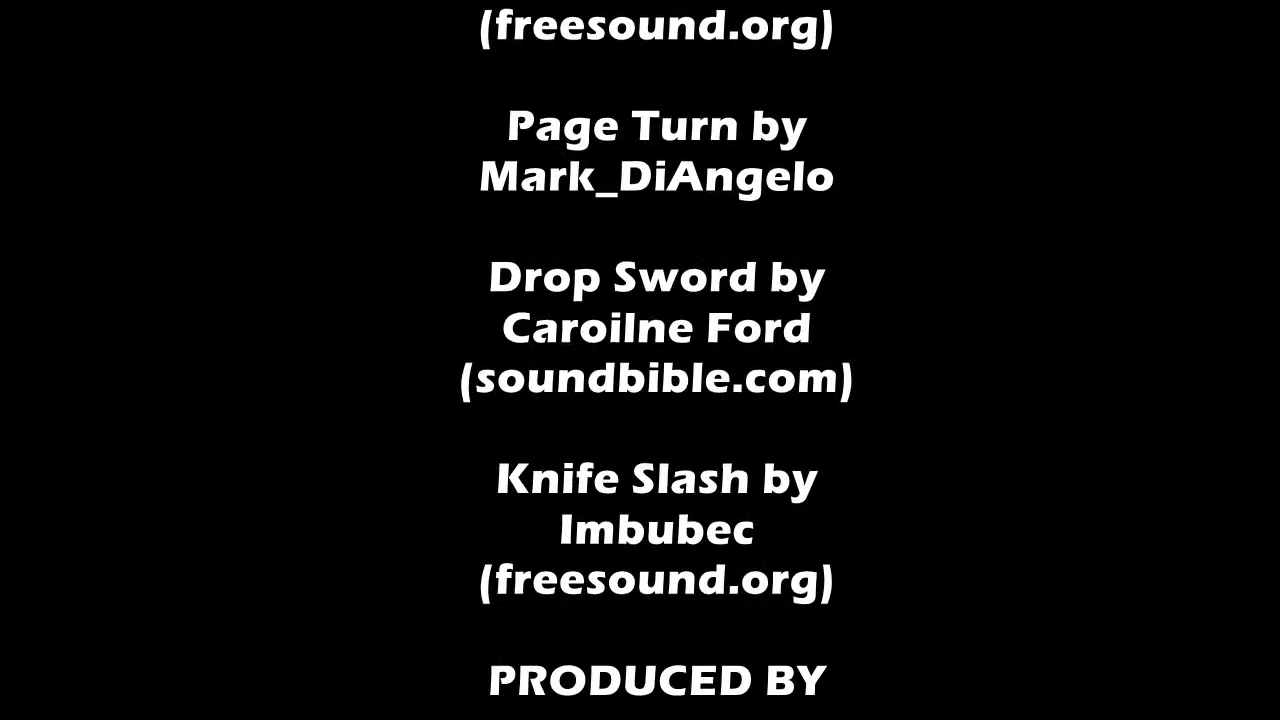 (freesound.org)
Page Turn by
Mark_DiAngelo
Drop Sword by
Caroilne Ford
(soundbible.com)
Knife Slash by
Imbubec
(freesound.org)
PRODUCED BY